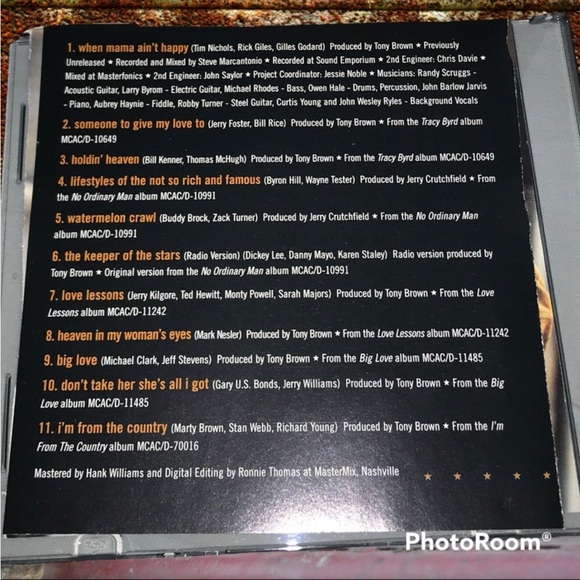 1. when mama ain't happy (Tim Nichols, Rick Giles, Gilles Godard) Produced by Tony Brown ★ Previously
Unreleased ★ Recorded and Mixed by Steve Marcantonio ★ Recorded at Sound Emporium ★ 2nd Engineer: Chris Davie ★
Mixed at Masterfonics ★ 2nd Engineer: John Saylor ★ Project Coordinator: Jessie Noble ★ Musicians: Randy Scruggs -
Acoustic Guitar, Larry Byrom - Electric Guitar, Michael Rhodes - Bass, Owen Hale - Drums, Percussion, John Barlow Jarvis
- Piano, Aubrey Haynie - Fiddle, Robby Turner - Steel Guitar, Curtis Young and John Wesley Ryles - Background Vocals
2. someone to give my love to (Jerry Foster, Bill Rice) Produced by Tony Brown ★ From the Tracy Byrd album
MCAC/D-10649
3. holdin' heaven (Bill Kenner, Thomas McHugh) Produced by Tony Brown ★ From the Tracy Byrd album MCAC/D-10649
4. lifestyles of the not so rich and famous (Byron Hill, Wayne Tester) Produced by Jerry Crutchfield ★ From
the No Ordinary Man album MCAC/D-10991
5. watermelon crawl (Buddy Brock, Zack Turner) Produced by Jerry Crutchfield ★ From the No Ordinary Man
album MCAC/D-10991
6. the keeper of the stars (Radio Version) (Dickey Lee, Danny Mayo, Karen Staley) Radio version produced by
Tony Brown ★ Original version from the No Ordinary Man album MCAC/D-10991
7. love lessons (Jerry Kilgore, Ted Hewitt, Monty Powell, Sarah Majors) Produced by Tony Brown ★ From the Love
Lessons album MCAC/D-11242
8. heaven in my woman's eyes (Mark Nesler) Produced by Tony Brown ★ From the Love Lessons album MCAC/D-11242
9. big love (Michael Clark, Jeff Stevens) Produced by Tony Brown ★ From the Big Love album MCAC/D-11485
10. don't take her she's all i got (Gary U.S. Bonds, Jerry Williams) Produced by Tony Brown ★ From the Big
Love album MCAC/D-11485
11. i'm from the country (Marty Brown, Stan Webb, Richard Young) Produced by Tony Brown ★ From the I'm
From The Country album MCAC/D-70016
Mastered by Hank Williams and Digital Editing by Ronnie Thomas at MasterMix, Nashville ★ ★ ★ ★ ★
PhotoRoom®